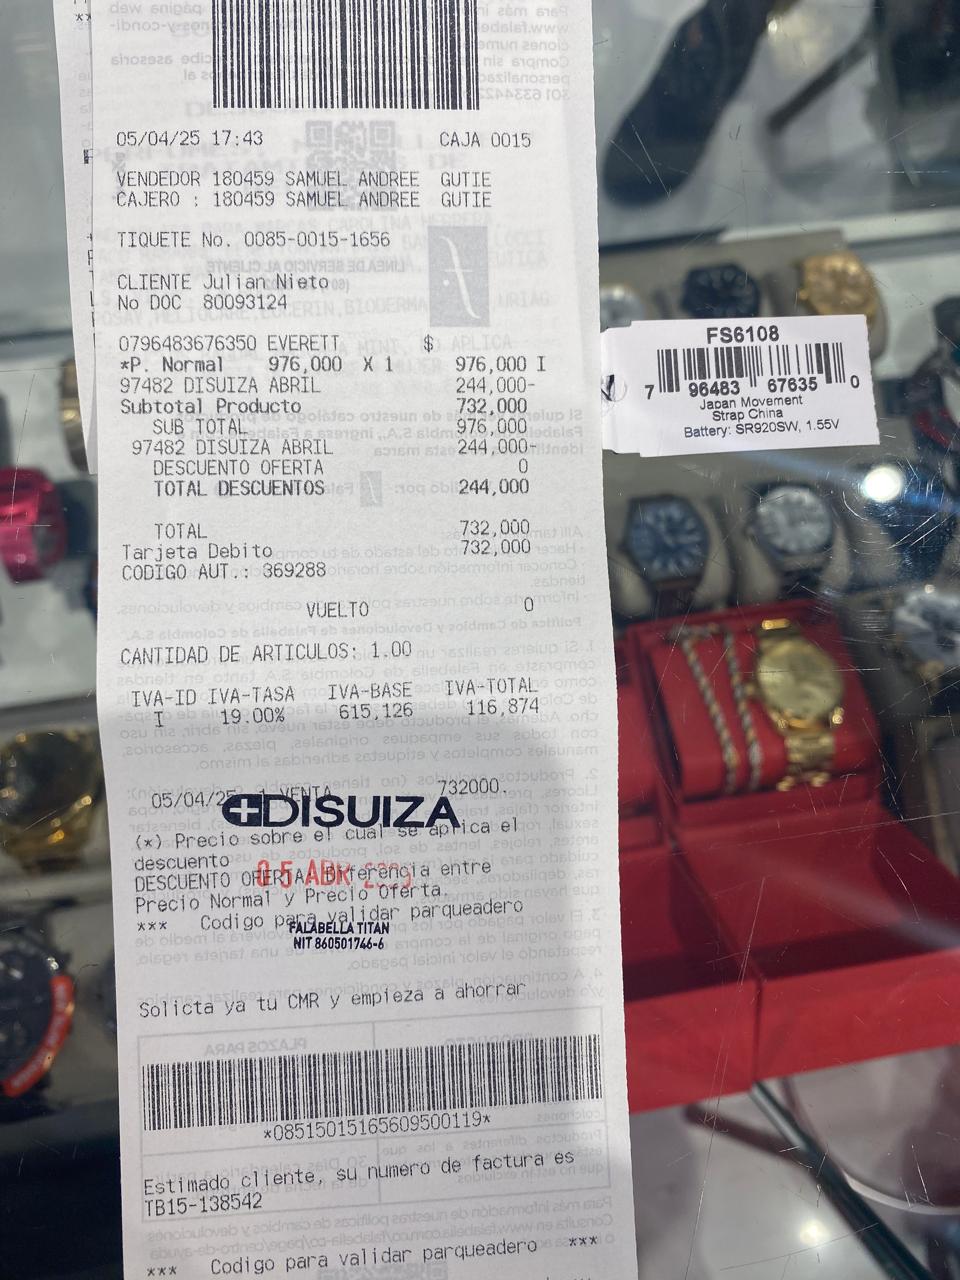 05/04/25 17:43 CAJA 0015
VENDEDOR 180459 SAMUEL ANDREE GUTIE
CAJERO : 180459 SAMUEL ANDREE GUTIE
TIQUETE No. 0085-0015-1656
CLIENTE Julian Nieto
No DOC 80093124
0796483676350 EVERETT $
*P. Normal 976,000 X 1 976,000 I
97482 DISUIZA ABRIL 244,000-
Subtotal Producto 732,000
SUB TOTAL 976,000
97482 DISUIZA ABRIL 244,000-
DESCUENTO OFERTA 0
TOTAL DESCUENTOS 244,000
TOTAL 732,000
Tarjeta Debito 732,000
CODIGO AUT.: 369288
VUELTO 0
CANTIDAD DE ARTICULOS: 1.00
IVA-ID IVA-TASA IVA-BASE IVA-TOTAL
I 19.00% 615,126 116,874
05/04/25 VENTA 732000.
DISUIZA
(*) Precio sobre el cual se aplica el
descuento
05 ABR
DESCUENTO OFERTA: Diferencia entre
Precio Normal y Precio Oferta.
*** Codigo para validar parqueadero
FALABELLA TITAN
NIT 860501746-6
Solicta ya tu CMR y empieza a ahorrar
*08515015165609500119*
Estimado cliente, su numero de factura es
TB15-138542
*** Codigo para validar parqueadero ***
FS6108
7 96483 67635 0
Japan Movement
Strap China
Battery: SR920SW, 1.55V